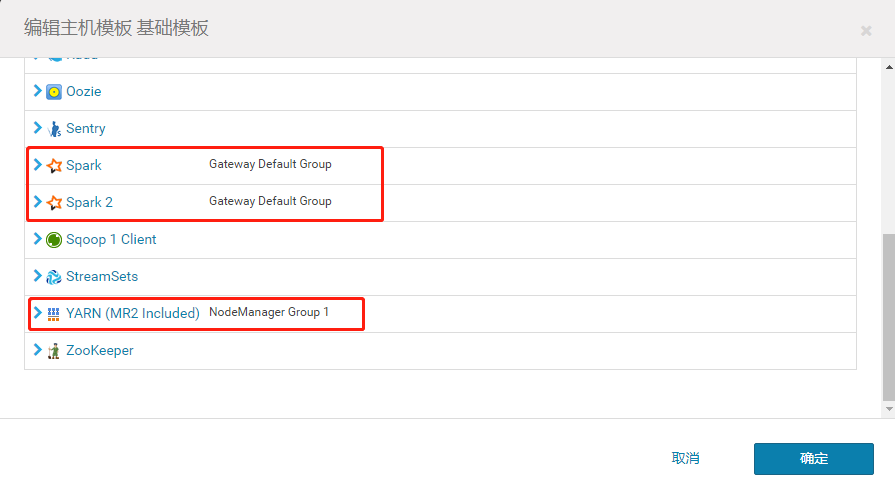 编辑主机模板 基础模板
Oozie
Sentry
Spark Gateway Default Group
Spark 2 Gateway Default Group
Sqoop 1 Client
StreamSets
YARN (MR2 Included) NodeManager Group 1
ZooKeeper
取消 确定